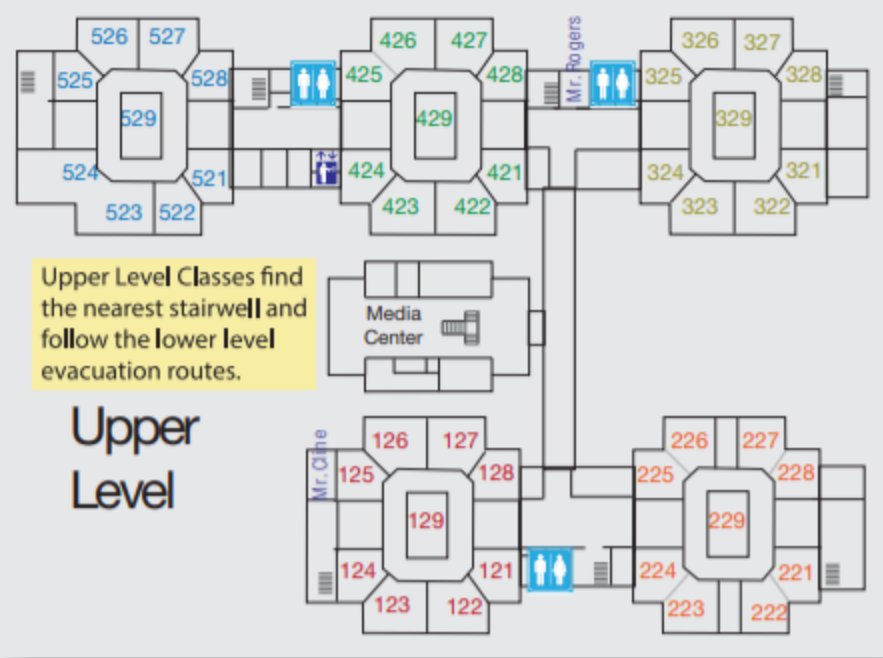 526 527
525 528
529
524 521
523 522
426 427
425 428
429
424 421
423 422
Mr. Rogers
326 327
325 328
329
324 321
323 322
Upper Level Classes find
the nearest stairwell and
follow the lower level
evacuation routes.
Media
Center
Upper
Level
Mr. Cline
126 127
125 128
129
124 121
123 122
226 227
225 228
229
224 221
223 222